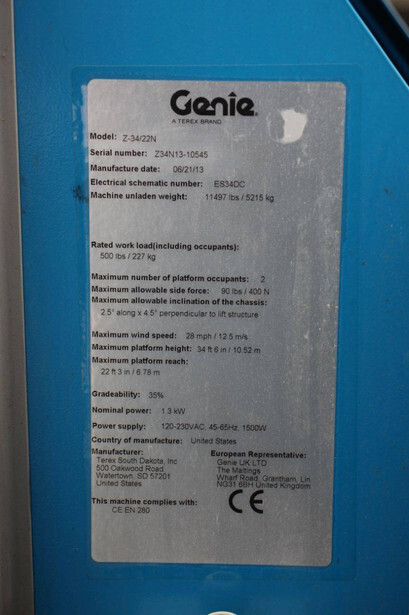 Genie
A TEREX BRAND
Model: Z-34/22N
Serial number: Z34N13-10545
Manufacture date: 06/21/13
Electrical schematic number: ES34DC
Machine unladen weight: 11497 lbs / 5215 kg
Rated work load(including occupants):
500 lbs / 227 kg
Maximum number of platform occupants: 2
Maximum allowable side force: 90 lbs / 400 N
Maximum allowable inclination of the chassis:
2.5° along x 4.5° perpendicular to lift structure
Maximum wind speed: 28 mph / 12.5 m/s
Maximum platform height: 34 ft 6 in / 10.52 m
Maximum platform reach:
22 ft 3 in / 6.78 m
Gradeability: 35%
Nominal power: 1.3 kW
Power supply: 120-230VAC, 45-65Hz, 1500W
Country of manufacture: United States
Manufacturer:
Terex South Dakota, Inc
500 Oakwood Road
Watertown, SD 57201
United States
European Representative:
Genie UK LTD
The Maltings
Wharf Road, Grantham, Lin
NG31 6BH United Kingdom
This machine complies with:
CE.EN 280
CE